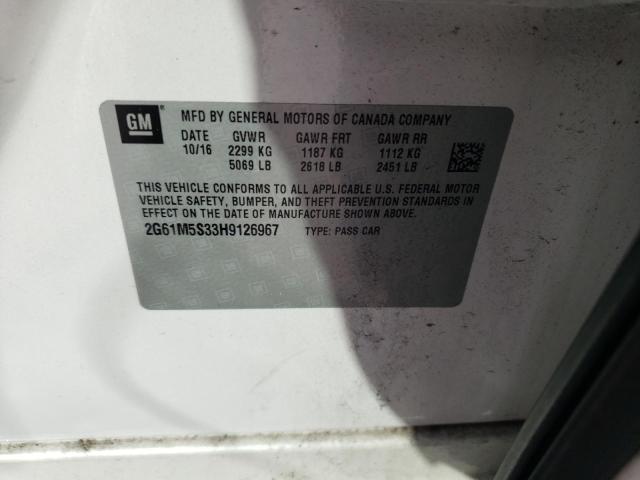 GM
MFD BY GENERAL MOTORS OF CANADA COMPANY
DATE GVWR GAWR FRT GAWR RR
10/16 2299 KG 1187 KG 1112 KG
5069 LB 2618 LB 2451 LB
THIS VEHICLE CONFORMS TO ALL APPLICABLE U.S. FEDERAL MOTOR
VEHICLE SAFETY, BUMPER, AND THEFT PREVENTION STANDARDS IN
EFFECT ON THE DATE OF MANUFACTURE SHOWN ABOVE.
2G61M5S33H9126967 TYPE: PASS CAR